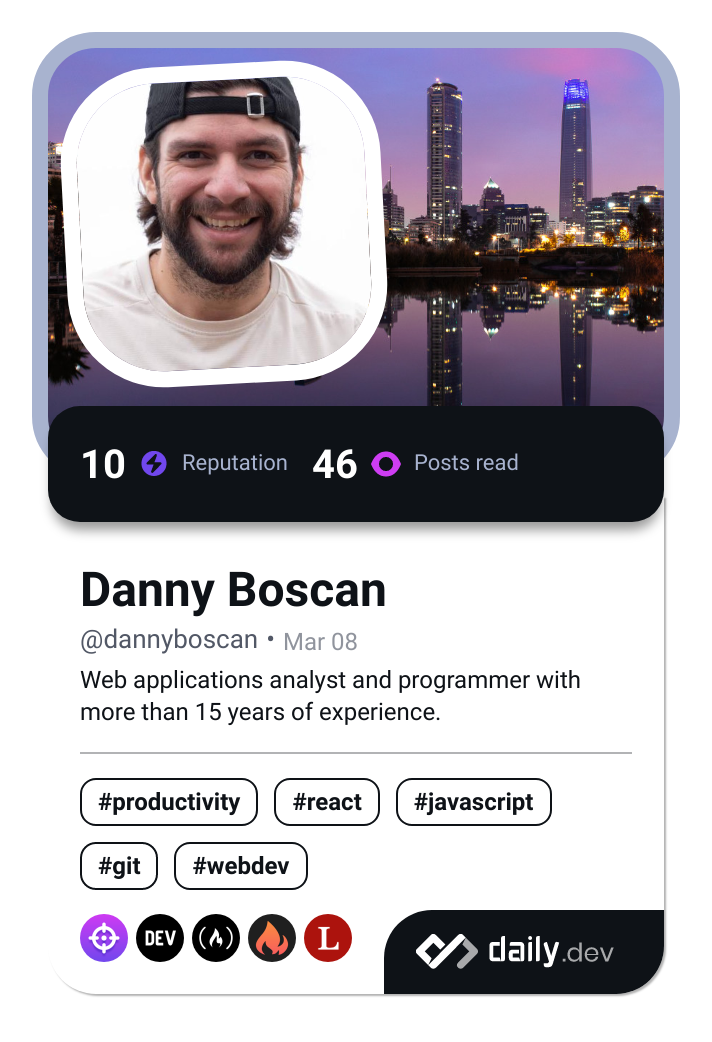 10 Reputation 46 Posts read
Danny Boscan
@dannyboscan • Mar 08
Web applications analyst and programmer with
more than 15 years of experience.
#productivity #react #javascript
#git #webdev
DEV L daily.dev